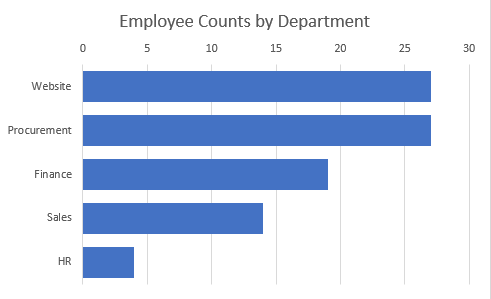 Employee Counts by Department
0 5 10 15 20 25 30
Website
Procurement
Finance
Sales
HR